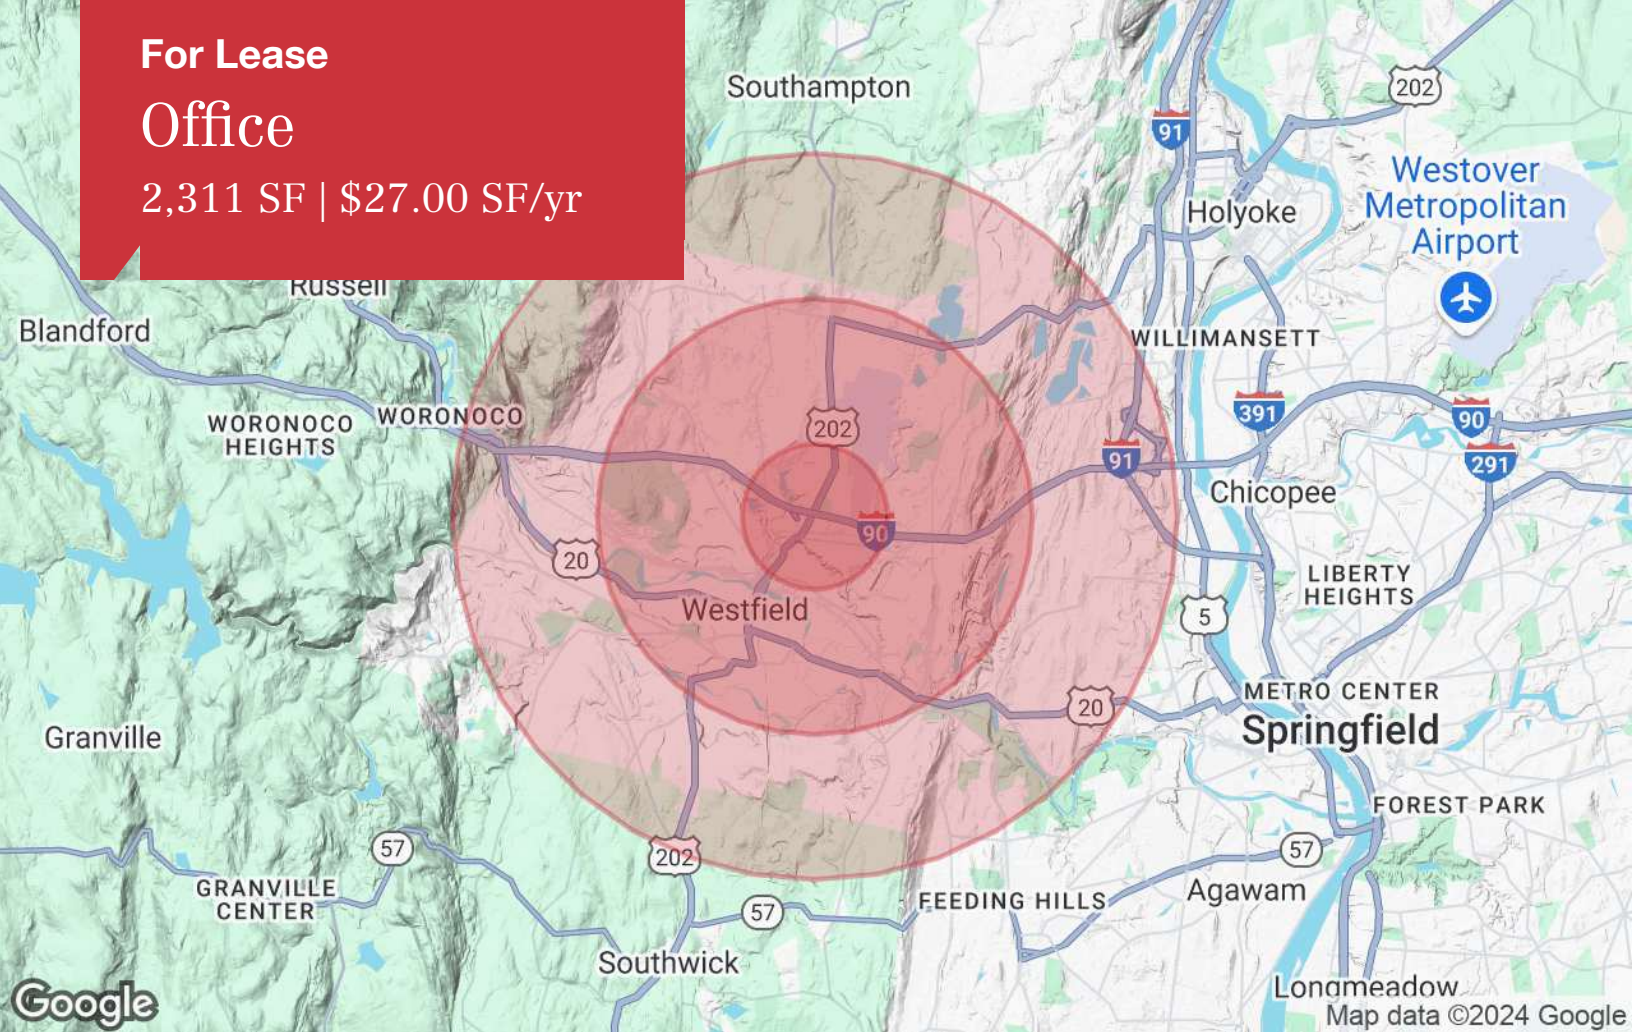 For Lease
Office
2,311 SF | $27.00 SF/yr
Southampton
202
91
Westover
Metropolitan
Airport
Holyoke
Russell
Blandford
WILLIMANSETT
WORONOCO
HEIGHTS
WORONOCO
202
391
90
91
291
Chicopee
90
20
LIBERTY
HEIGHTS
Westfield
5
METRO CENTER
20
Springfield
Granville
FOREST PARK
57
202
57
GRANVILLE
CENTER
Agawam
FEEDING HILLS
57
Southwick
Longmeadow
Google
Map data ©2024 Google